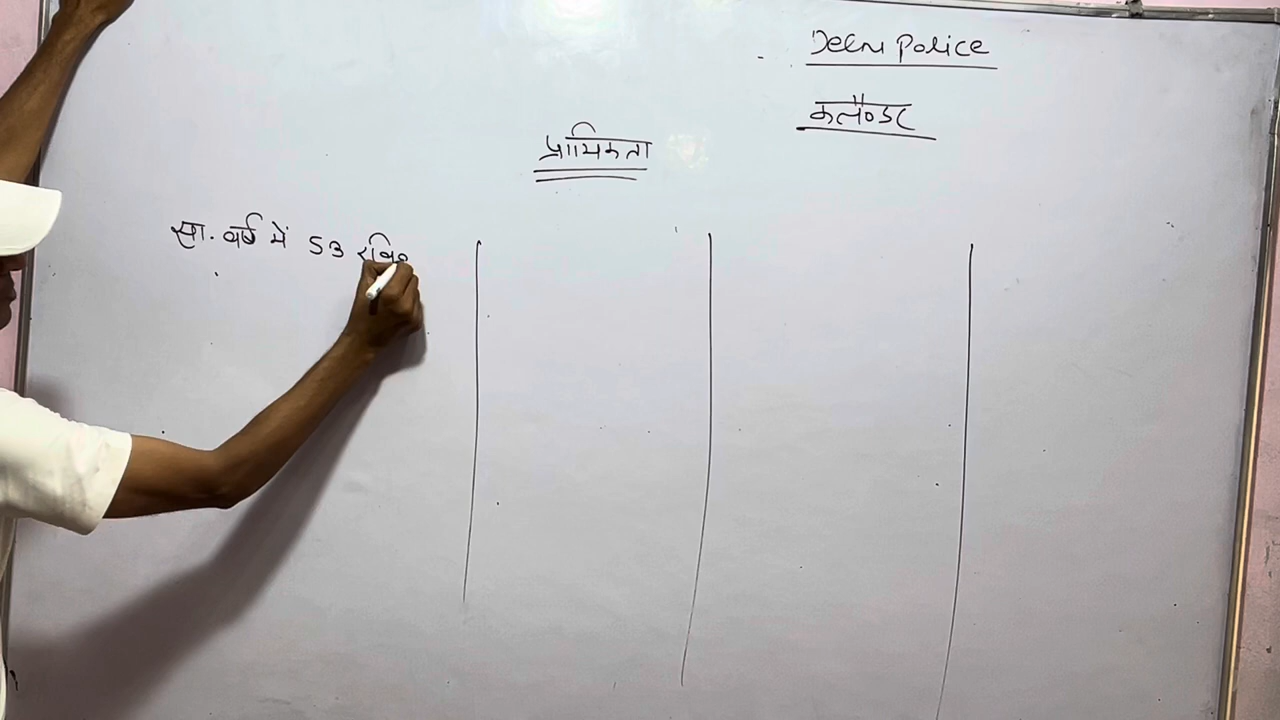 Delhi Police
कलैण्डर
प्रायिकता
सा. वर्ष में 53 रवि॰